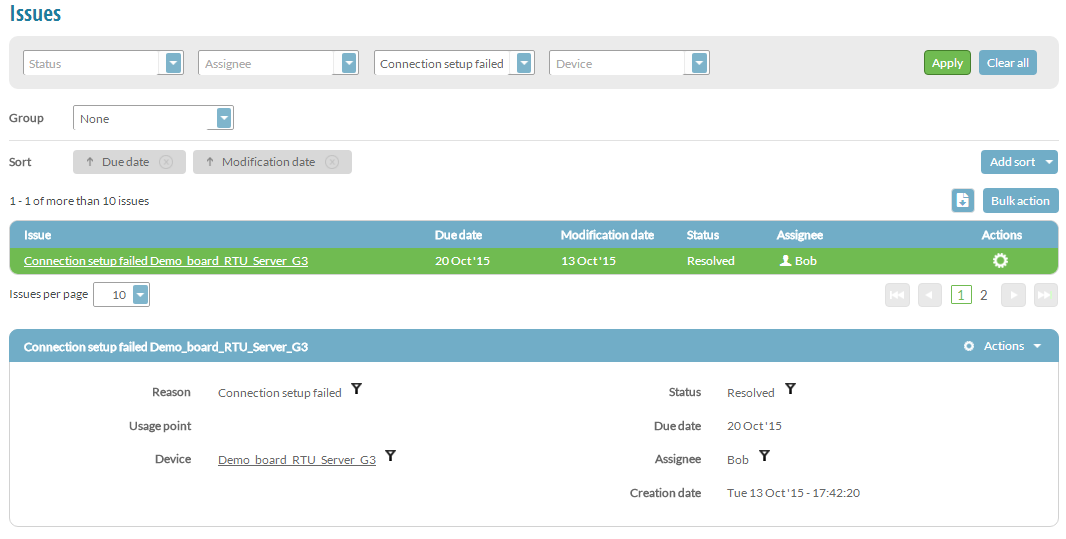 Issues
Status Assignee Connection setup failed Device Apply Clear all
Group None
Sort Due date Modification date Add sort
1 - 1 of more than 10 issues Bulk action
Issue Due date Modification date Status Assignee Actions
Connection setup failed Demo_board_RTU_Server_G3 20 Oct '15 13 Oct '15 Resolved Bob
Issues per page 10 1 2
Connection setup failed Demo_board_RTU_Server_G3 Actions
Reason Connection setup failed Status Resolved
Usage point Due date 20 Oct '15
Device Demo_board_RTU_Server_G3 Assignee Bob
Creation date Tue 13 Oct '15 - 17:42:20